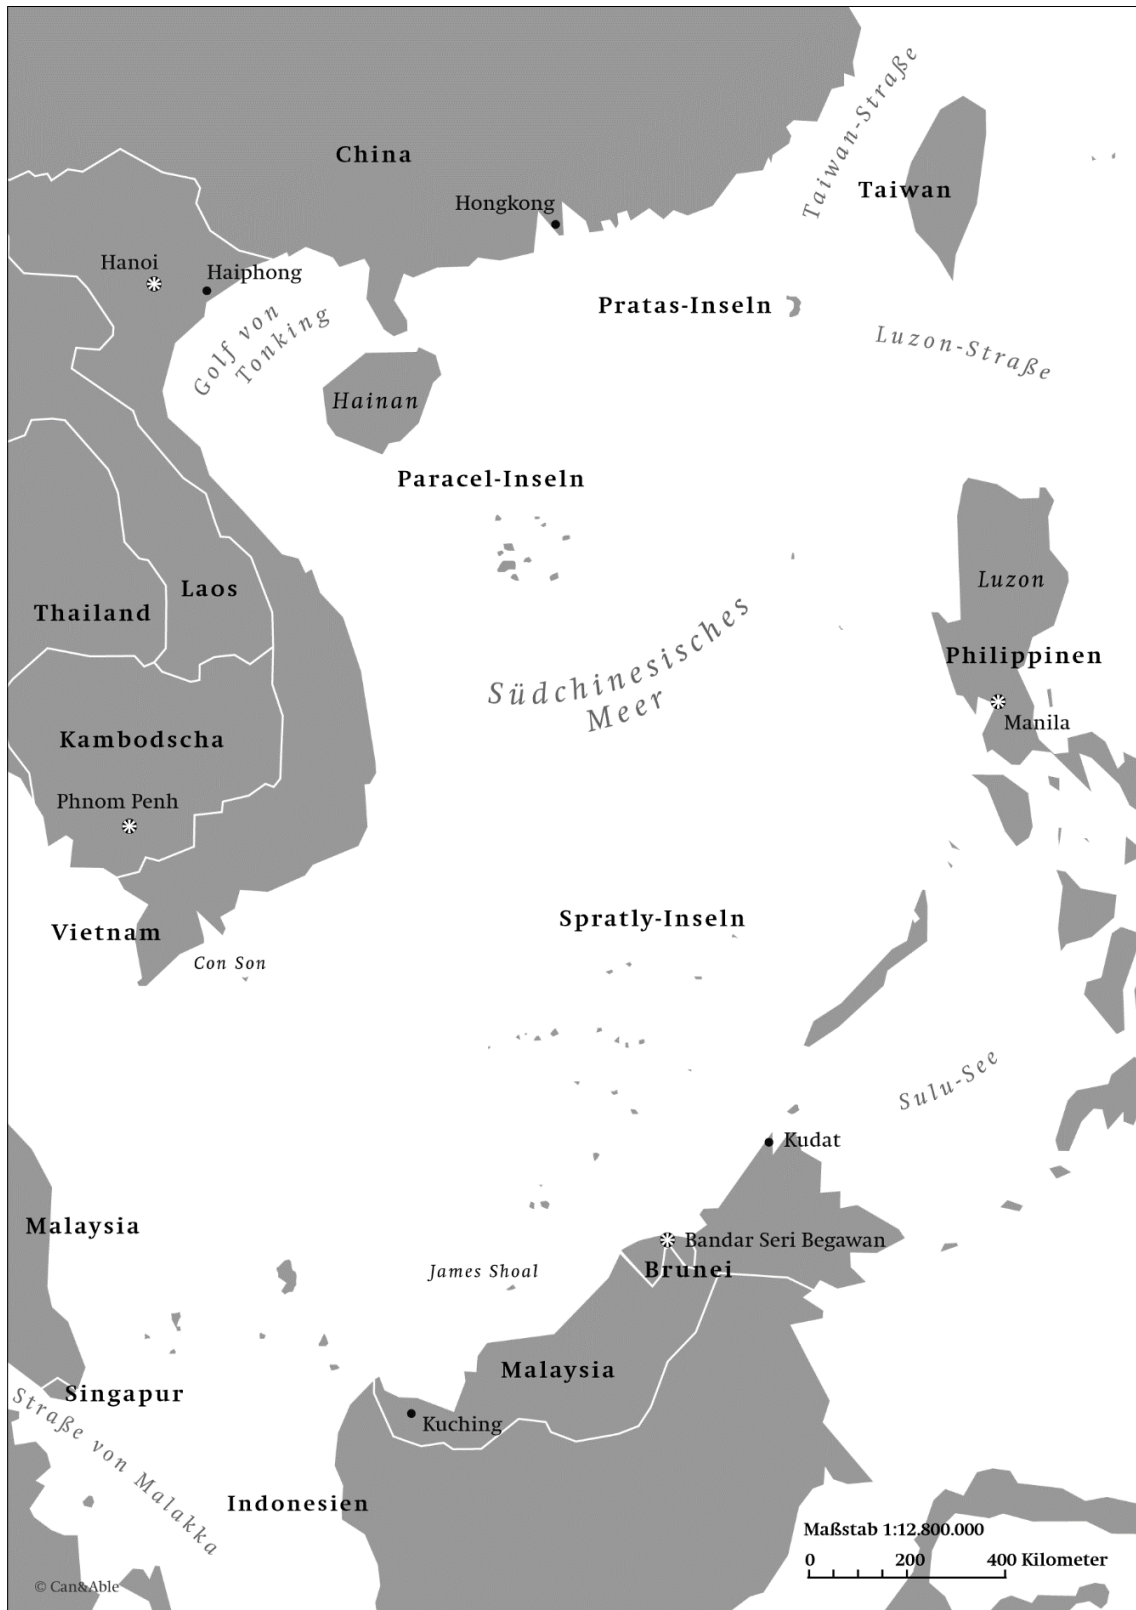 Taiwan-Straße
China
Taiwan
Hongkong
Hanoi
Haiphong
Pratas-Inseln
Golf von
Tonking
Luzon-Straße
Hainan
Paracel-Inseln
Luzon
Laos
Thailand
Südchinesisches
Meer
Philippinen
Manila
Kambodscha
Phnom Penh
Spratly-Inseln
Vietnam
Con Son
Sulu-See
Kudat
Malaysia
Bandar Seri Begawan
James Shoal
Brunei
Malaysia
Singapur
Kuching
Straße von Malakka
Indonesien
Maßstab 1:12.800.000
0 200 400 Kilometer
© Can&Able